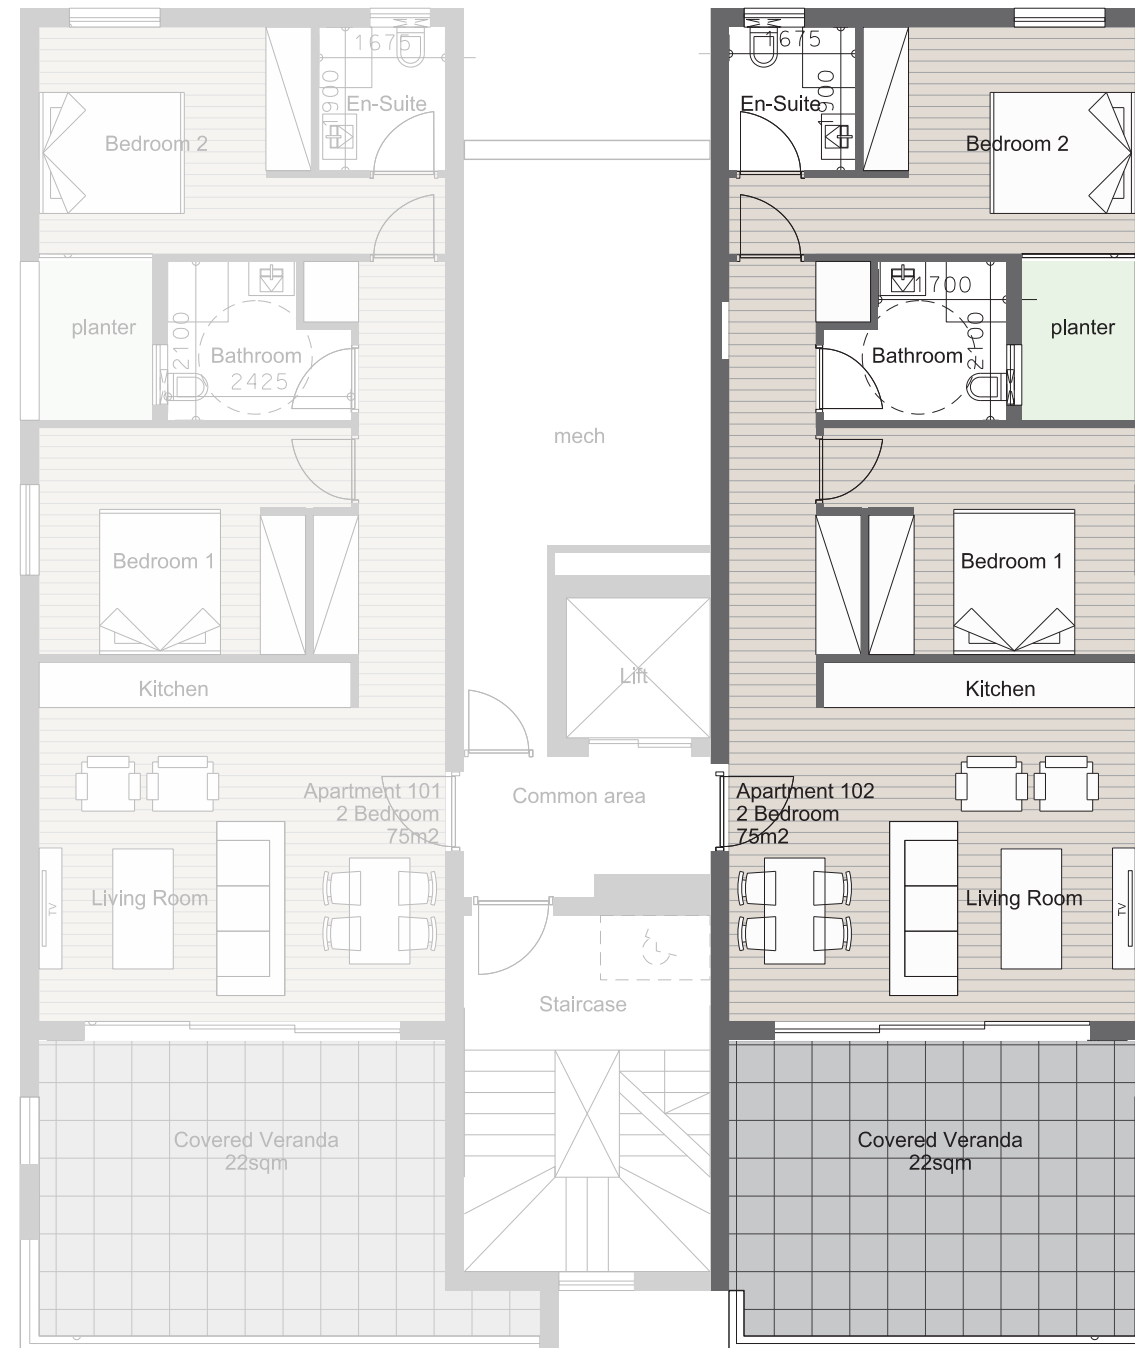 1675
1675
1900
En-Suite
En-Suite
1900
Bedroom 2
Bedroom 2
1700
planter
2100
Bathroom
2425
mech
Bathroom
2100
planter
Bedroom 1
Bedroom 1
Kitchen
Lift
Kitchen
Apartment 101
2 Bedroom
75m2
Common area
Apartment 102
2 Bedroom
75m2
TV
Living Room
Living Room
TV
Staircase
Covered Veranda
22sqm
Covered Veranda
22sqm